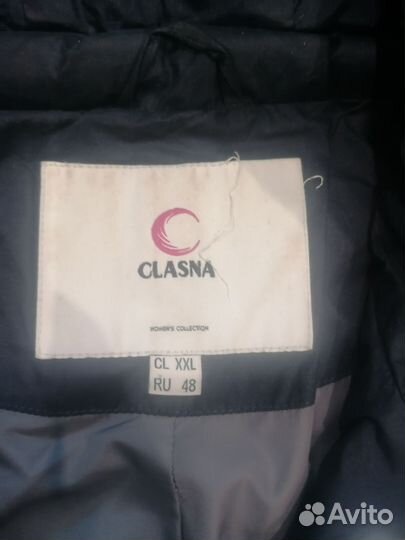 CLASNA
WOMEN'S COLLECTION
CL XXL
RU 48
Avito